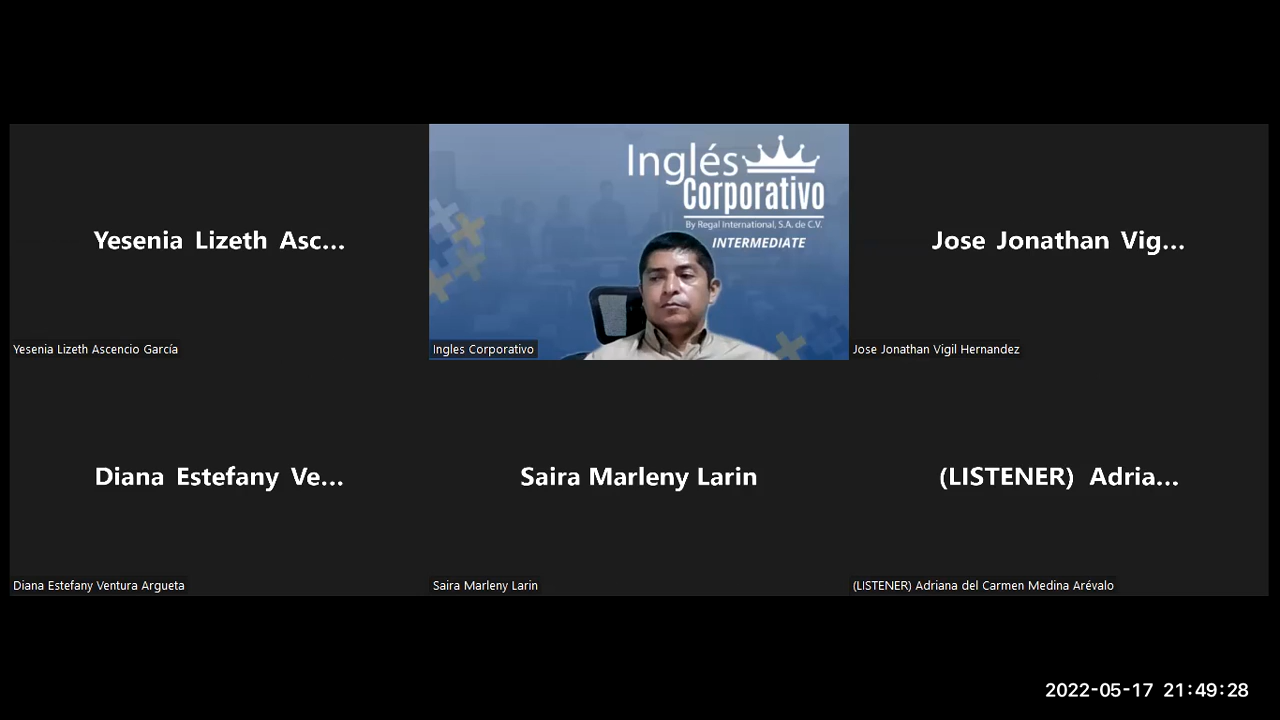 Yesenia Lizeth Asc...
Yesenia Lizeth Ascencio García
Inglés
Corporativo
By Regal International, S.A. de C.V.
INTERMEDIATE
Ingles Corporativo
Jose Jonathan Vig...
Jose Jonathan Vigil Hernandez
Diana Estefany Ve...
Diana Estefany Ventura Argueta
Saira Marleny Larin
Saira Marleny Larin
(LISTENER) Adria...
(LISTENER) Adriana del Carmen Medina Arévalo
2022-05-17 21:49:28